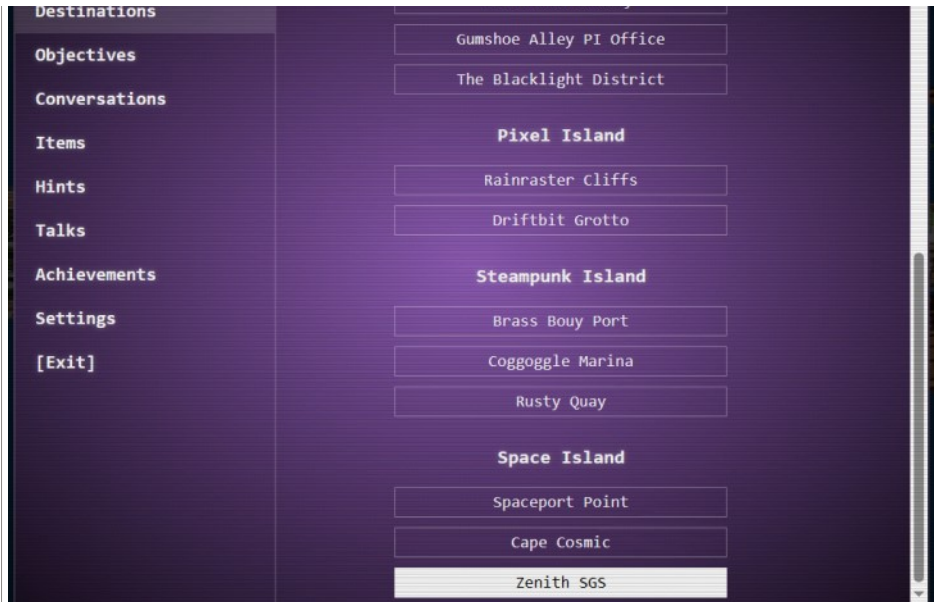 Destinations
Objectives
Conversations
Items
Hints
Talks
Achievements
Settings
[Exit]
Gumshoe Alley PI Office
The Blacklight District
Pixel Island
Rainraster Cliffs
Driftbit Grotto
Steampunk Island
Brass Bouy Port
Coggoggle Marina
Rusty Quay
Space Island
Spaceport Point
Cape Cosmic
Zenith SGS